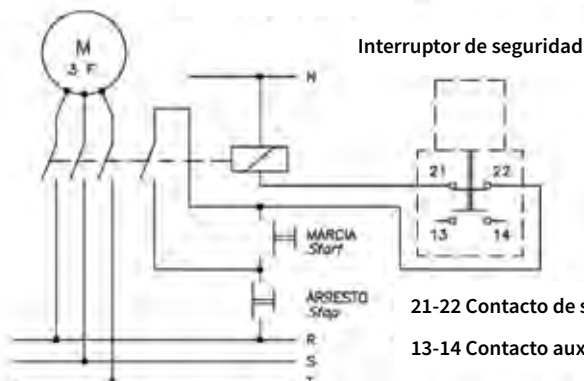 M
3 F
Interruptor de seguridad
N
21 22
13 14
MARCIA
Start
ARRESTO
Stop
21-22 Contacto de
13-14 Contacto
R
S